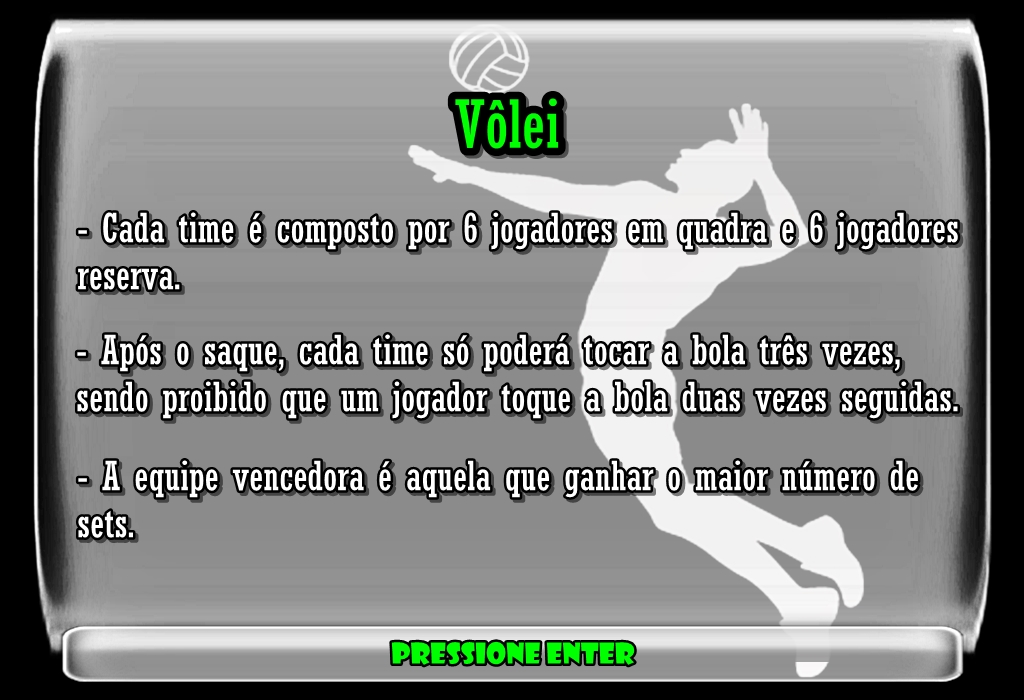 Vôlei
- Cada time é composto por 6 jogadores em quadra e 6 jogadores
reserva.
- Após o saque, cada time só poderá tocar a bola três vezes,
sendo proibido que um jogador toque a bola duas vezes seguidas.
- A equipe vencedora é aquela que ganhar o maior número de
sets.
PRESSIONE ENTER